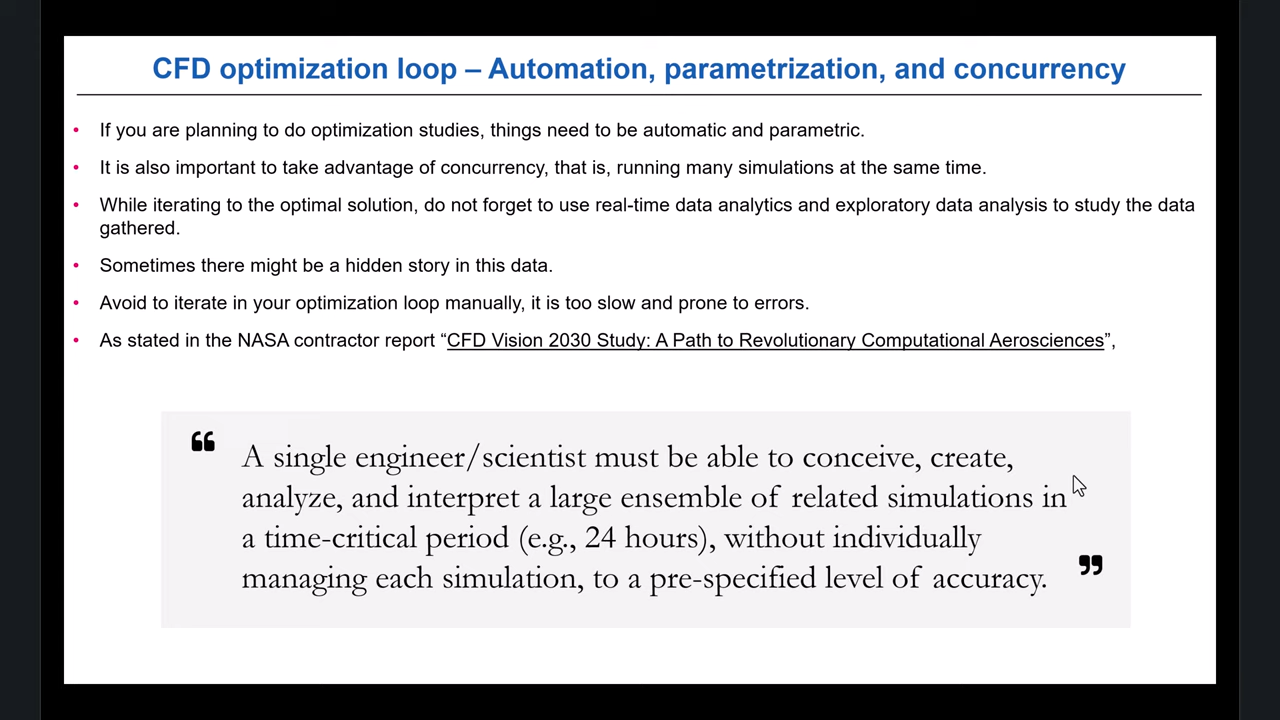 CFD optimization loop – Automation, parametrization, and concurrency
• If you are planning to do optimization studies, things need to be automatic and parametric.
• It is also important to take advantage of concurrency, that is, running many simulations at the same time.
• While iterating to the optimal solution, do not forget to use real-time data analytics and exploratory data analysis to study the data
gathered.
• Sometimes there might be a hidden story in this data.
• Avoid to iterate in your optimization loop manually, it is too slow and prone to errors.
• As stated in the NASA contractor report “CFD Vision 2030 Study: A Path to Revolutionary Computational Aerosciences”,
“ A single engineer/scientist must be able to conceive, create,
analyze, and interpret a large ensemble of related simulations in
a time-critical period (e.g., 24 hours), without individually
managing each simulation, to a pre-specified level of accuracy. ”